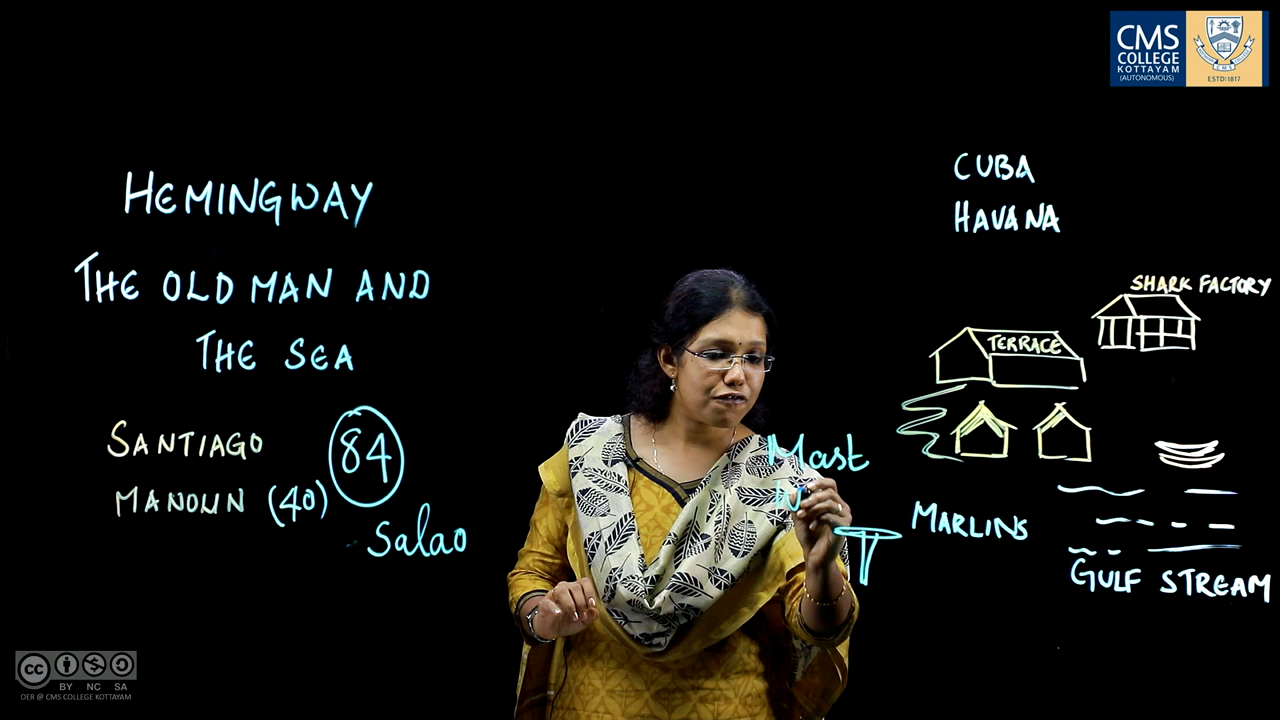 CMS
COLLEGE
KOTTAYAM
(AUTONOMOUS)
ESTD:1817
HEMINGWAY
THE OLD MAN AND
THE SEA
SANTIAGO
84
MANOLIN (40)
Salao
CUBA
HAVANA
SHARK FACTORY
TERRACE
Mast
MARLINS
GULF STREAM
cc
BY NC SA
OER @ CMS COLLEGE KOTTAYAM